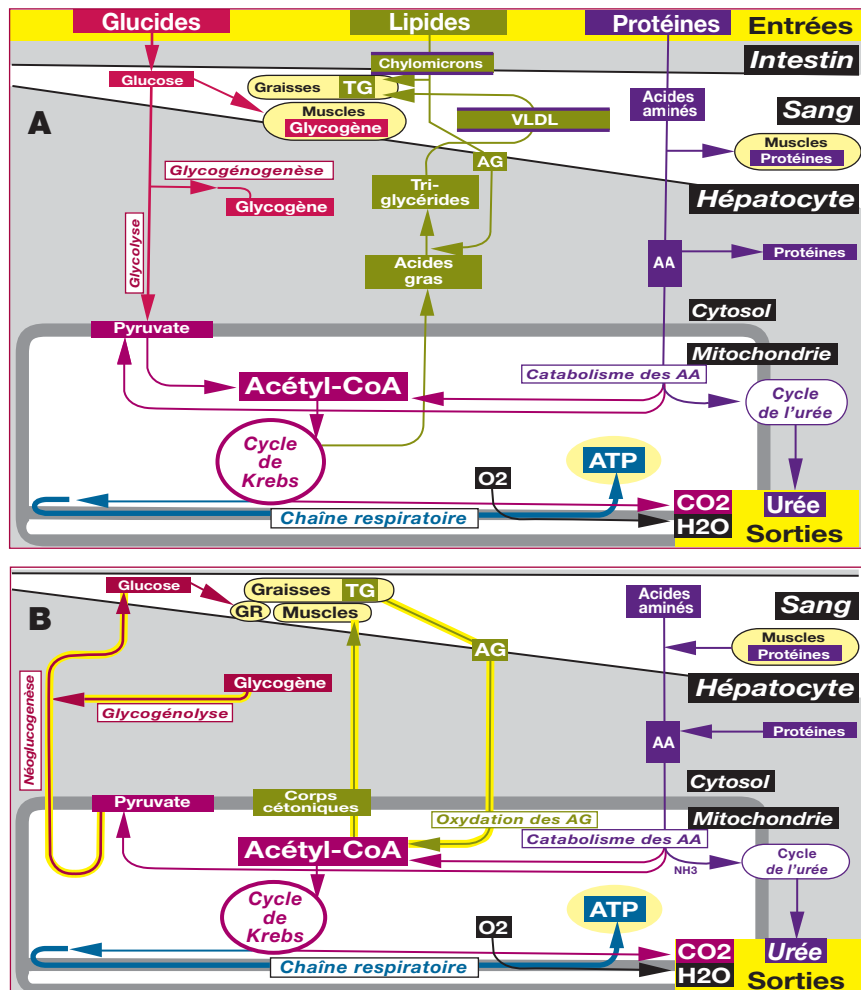 Glucides
Lipides
Protéines
Entrées
Intestin
Chylomicrons
Glucose
Graisses TG
Muscles
Glycogène
Acides
aminés
Sang
A
VLDL
Muscles
Protéines
AG
Glycogénogenèse
Glycogène
Tri-
glycérides
Hépatocyte
Glycolyse
Acides
gras
AA
Protéines
Cytosol
Pyruvate
Mitochondrie
Acétyl-CoA
Catabolisme des AA
Cycle
de l'urée
Cycle
de
Krebs
ATP
O2
CO2
Urée
Chaîne respiratoire
H2O
Sorties
Glucose
Graisses TG
GR
Muscles
Acides
aminés
Sang
B
AG
Muscles
Protéines
Néoglucogenèse
Glycogène
Glycogénolyse
Hépatocyte
AA
Protéines
Cytosol
Pyruvate
Corps
cétoniques
Oxydation des AG
Mitochondrie
Acétyl-CoA
Catabolisme des AA
NH3
Cycle
de l'urée
Cycle
de
Krebs
ATP
O2
CO2
Urée
Chaîne respiratoire
H2O
Sorties